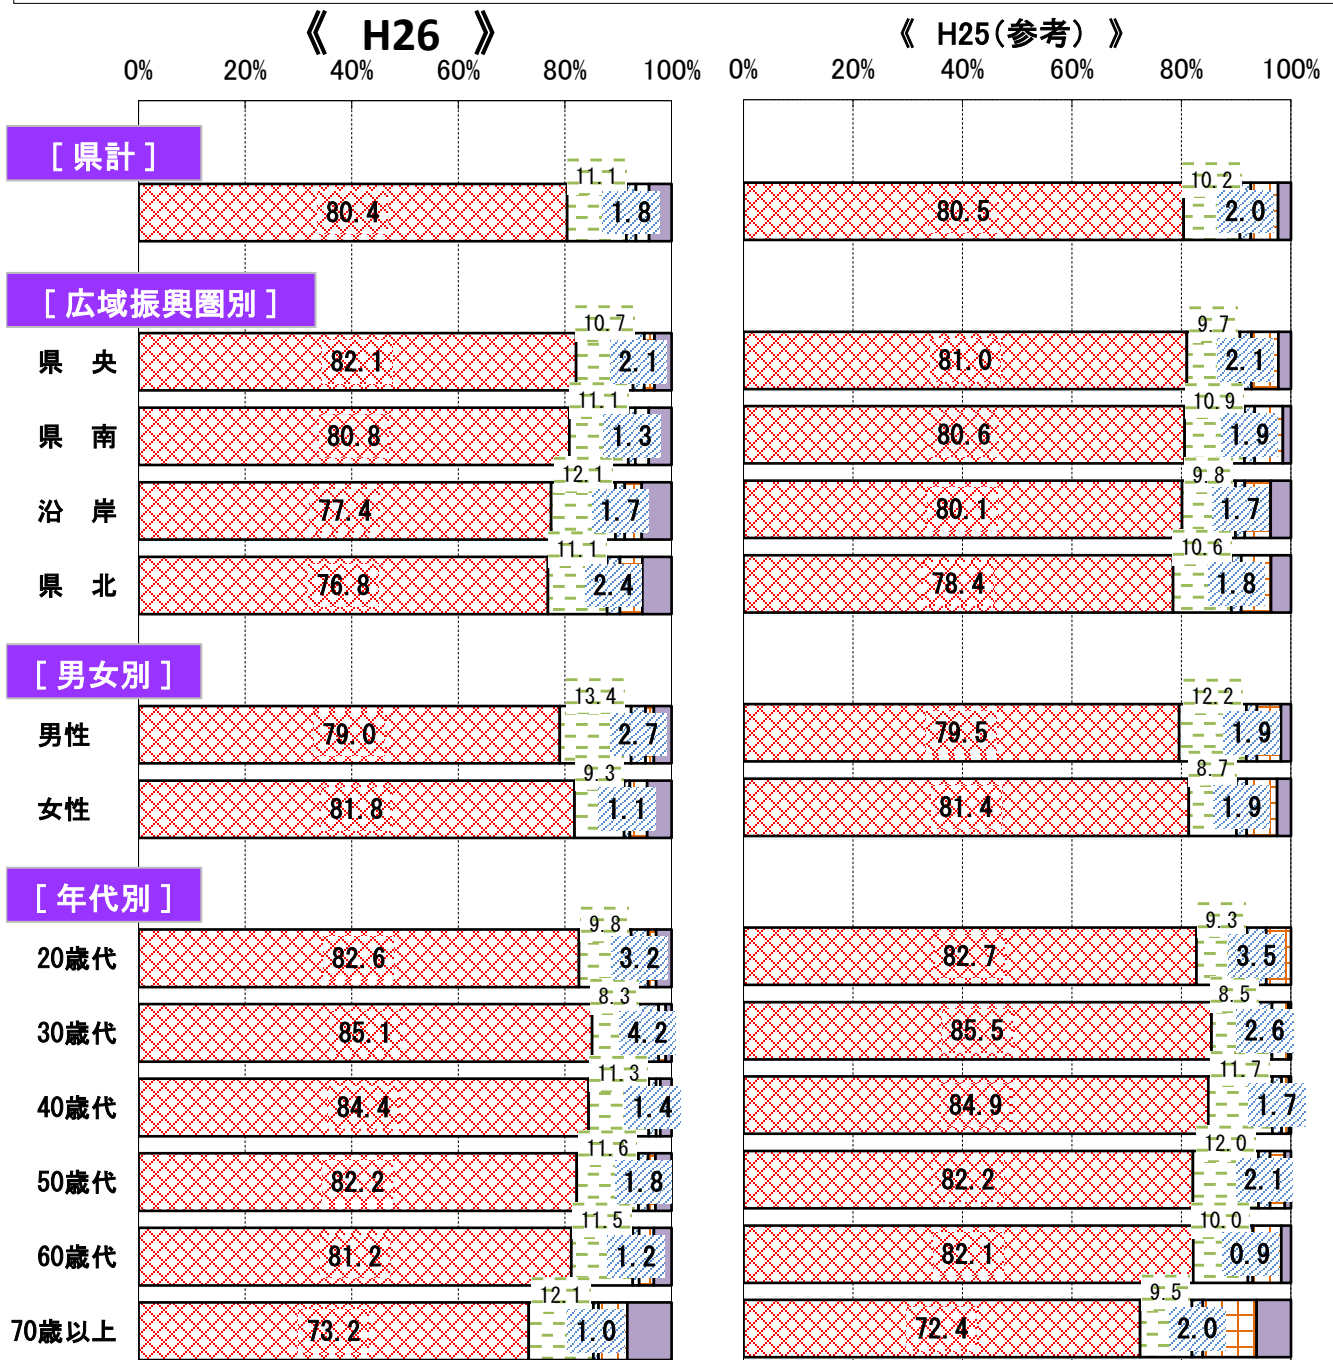 《 H26 》 《 H25(参考) 》
0% 20% 40% 60% 80% 100% 0% 20% 40% 60% 80% 100%
[ 県計 ]
11.1 10.2
80.4 1.8 80.5 2.0
[ 広域振興圏別 ]
10.7 9.7
県 央 82.1 2.1 81.0 2.1
11.1 10.9
県 南 80.8 1.3 80.6 1.9
12.1 9.8
沿 岸 77.4 1.7 80.1 1.7
11.1 10.6
県 北 76.8 2.4 78.4 1.8
[ 男女別 ]
13.4 12.2
男性 79.0 2.7 79.5 1.9
9.3 8.7
女性 81.8 1.1 81.4 1.9
[ 年代別 ]
9.8 9.3
20歳代 82.6 3.2 82.7 3.5
8.3 8.5
30歳代 85.1 4.2 85.5 2.6
11.3 11.7
40歳代 84.4 1.4 84.9 1.7
11.6 12.0
50歳代 82.2 1.8 82.2 2.1
11.5 10.0
60歳代 81.2 1.2 82.1 0.9
12.1 9.5
70歳以上 73.2 1.0 72.4 2.0